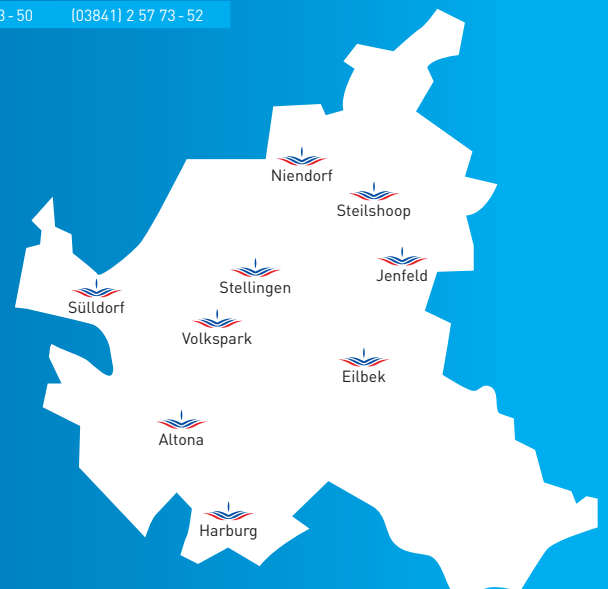 3 - 50 (03841) 2 57 73 - 52
Niendorf
Steilshoop
Jenfeld
Stellingen
Sülldorf
Volkspark
Eilbek
Altona
Harburg